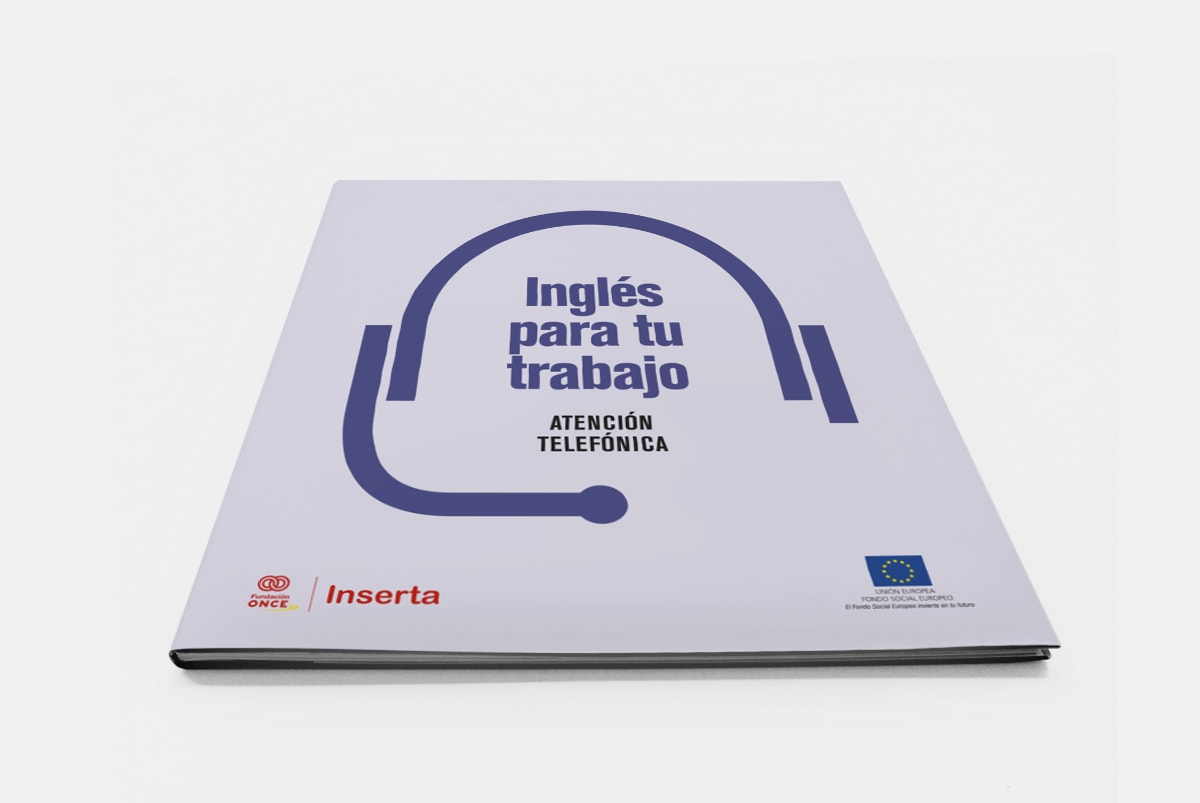 Inglés
para tu
trabajo
ATENCIÓN
TELEFÓNICA
Fundación
ONCE
Inserta
UNIÓN EUROPEA
FONDO SOCIAL EUROPEO
El Fondo Social Europeo invierte en tu futuro